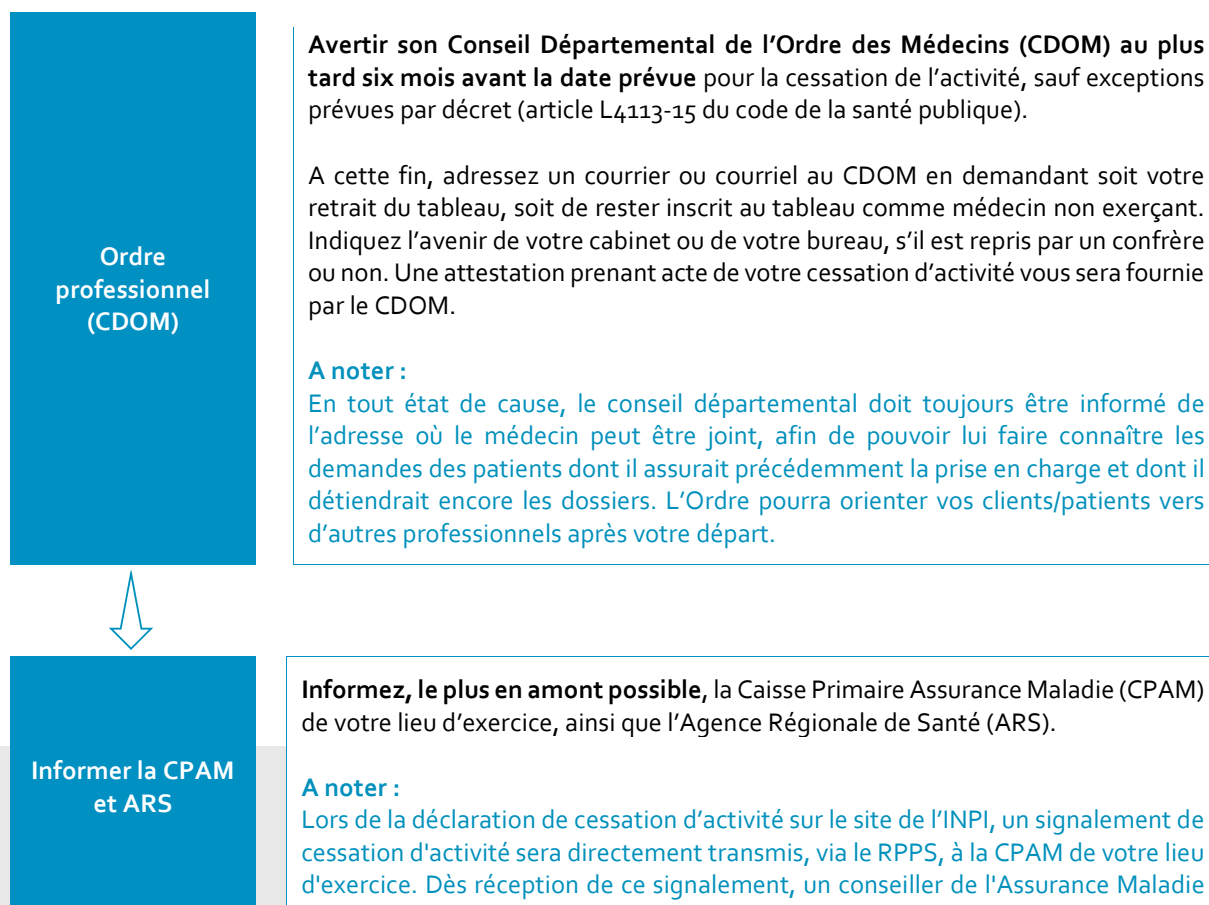 Ordre
professionnel
(CDOM)
Avertir son Conseil Départemental de l’Ordre des Médecins (CDOM) au plus
tard six mois avant la date prévue pour la cessation de l’activité, sauf exceptions
prévues par décret (article L4113-15 du code de la santé publique).
A cette fin, adressez un courrier ou courriel au CDOM en demandant soit votre
retrait du tableau, soit de rester inscrit au tableau comme médecin non exerçant.
Indiquez l’avenir de votre cabinet ou de votre bureau, s’il est repris par un confrère
ou non. Une attestation prenant acte de votre cessation d’activité vous sera fournie
par le CDOM.
A noter :
En tout état de cause, le conseil départemental doit toujours être informé de
l’adresse où le médecin peut être joint, afin de pouvoir lui faire connaître les
demandes des patients dont il assurait précédemment la prise en charge et dont il
détiendrait encore les dossiers. L’Ordre pourra orienter vos clients/patients vers
d’autres professionnels après votre départ.
Informer la CPAM
et ARS
Informez, le plus en amont possible, la Caisse Primaire Assurance Maladie (CPAM)
de votre lieu d’exercice, ainsi que l’Agence Régionale de Santé (ARS).
A noter :
Lors de la déclaration de cessation d’activité sur le site de l’INPI, un signalement de
cessation d'activité sera directement transmis, via le RPPS, à la CPAM de votre lieu
d'exercice. Dès réception de ce signalement, un conseiller de l'Assurance Maladie